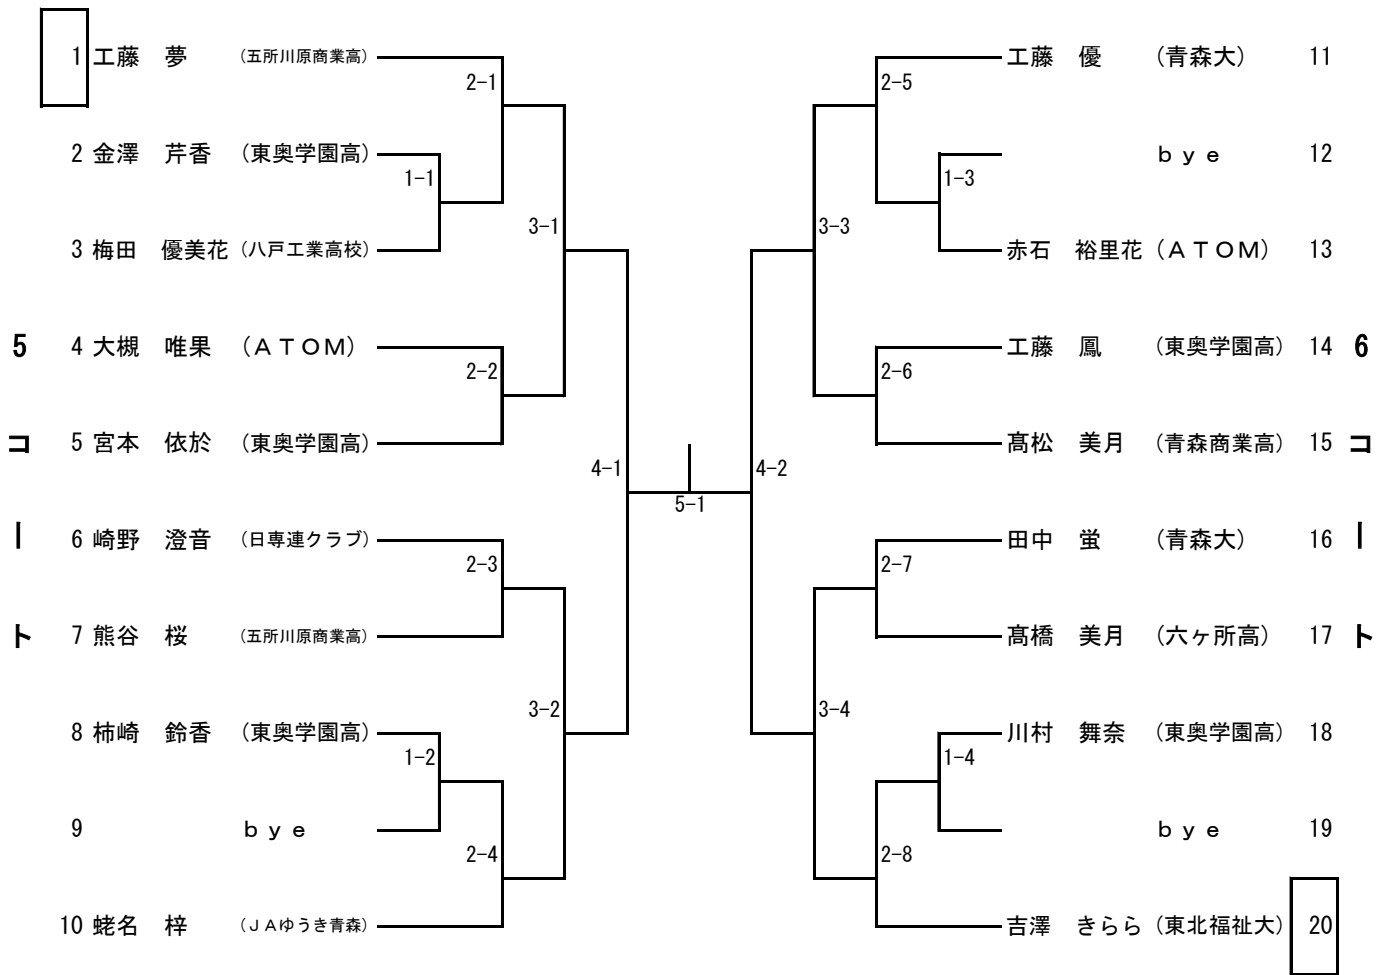 1 工藤 夢 (五所川原商業高) 工藤 優 (青森大) 11
2-1 2-5
2 金澤 芹香 (東奥学園高) ｂｙｅ 12
1-1 1-3
3-1 3-3
3 梅田 優美花 (八戸工業高校) 赤石 裕里花 (ＡＴＯＭ) 13
5 4 大槻 唯果 (ＡＴＯＭ) 工藤 鳳 (東奥学園高) 14 6
2-2 2-6
コ 5 宮本 依於 (東奥学園高) 髙松 美月 (青森商業高) 15 コ
4-1 4-2
5-1
ー 6 崎野 澄音 (日専連クラブ) 田中 蛍 (青森大) 16 ー
2-3 2-7
ト 7 熊谷 桜 (五所川原商業高) 髙橋 美月 (六ヶ所高) 17 ト
3-2 3-4
8 柿崎 鈴香 (東奥学園高) 川村 舞奈 (東奥学園高) 18
1-2 1-4
9 ｂｙｅ ｂｙｅ 19
2-4 2-8
10 蛯名 梓 (ＪＡゆうき青森) 吉澤 きらら (東北福祉大) 20